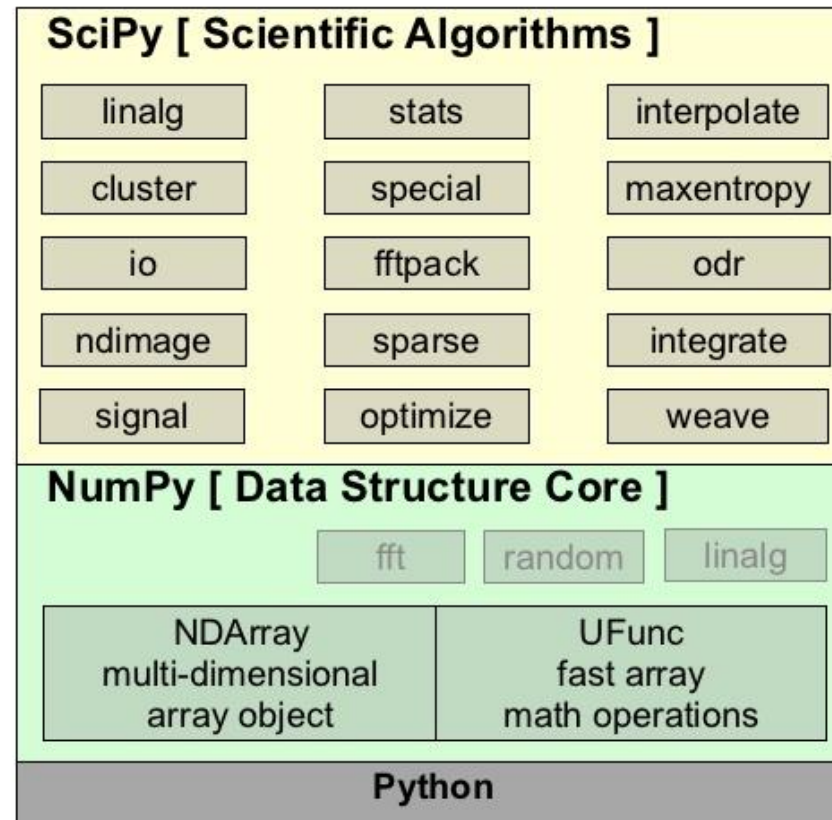 SciPy [ Scientific Algorithms ]
linalg
stats
interpolate
cluster
special
maxentropy
io
fftpack
odr
ndimage
sparse
integrate
signal
optimize
weave
NumPy [ Data Structure Core ]
fft
random
linalg
NDArray
multi-dimensional
array object
UFunc
fast array
math operations
Python